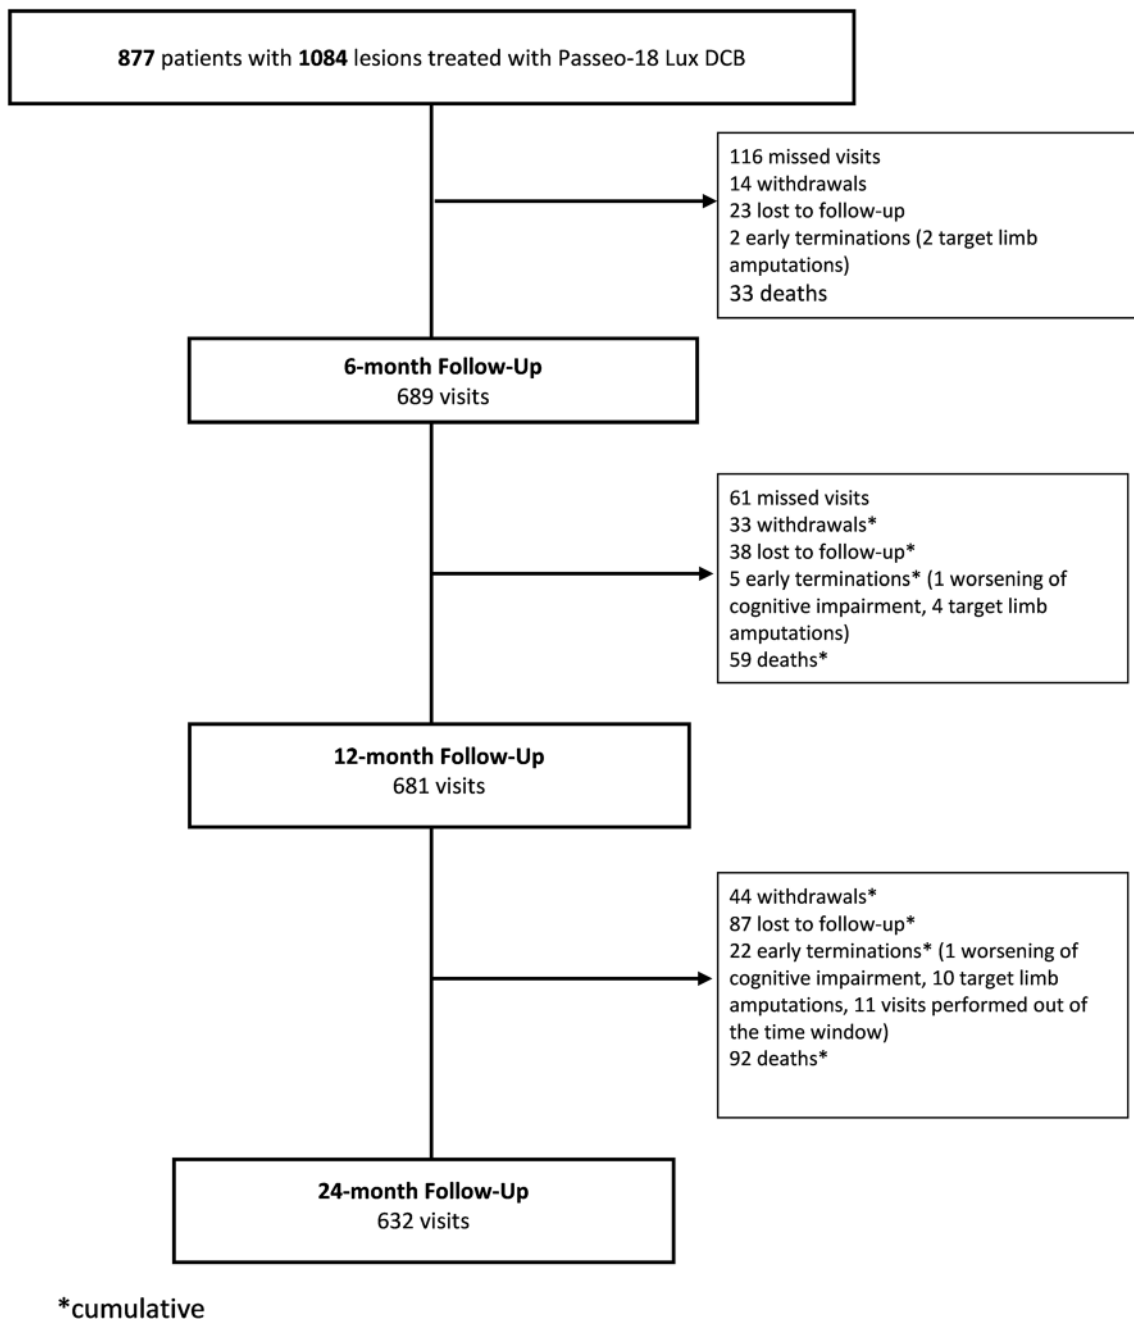 877 patients with 1084 lesions treated with Passeo-18 Lux DCB
116 missed visits
14 withdrawals
23 lost to follow-up
2 early terminations (2 target limb
amputations)
33 deaths
6-month Follow-Up
689 visits
61 missed visits
33 withdrawals*
38 lost to follow-up*
5 early terminations* (1 worsening of
cognitive impairment, 4 target limb
amputations)
59 deaths*
12-month Follow-Up
681 visits
44 withdrawals*
87 lost to follow-up*
22 early terminations* (1 worsening of
cognitive impairment, 10 target limb
amputations, 11 visits performed out of
the time window)
92 deaths*
24-month Follow-Up
632 visits
*cumulative